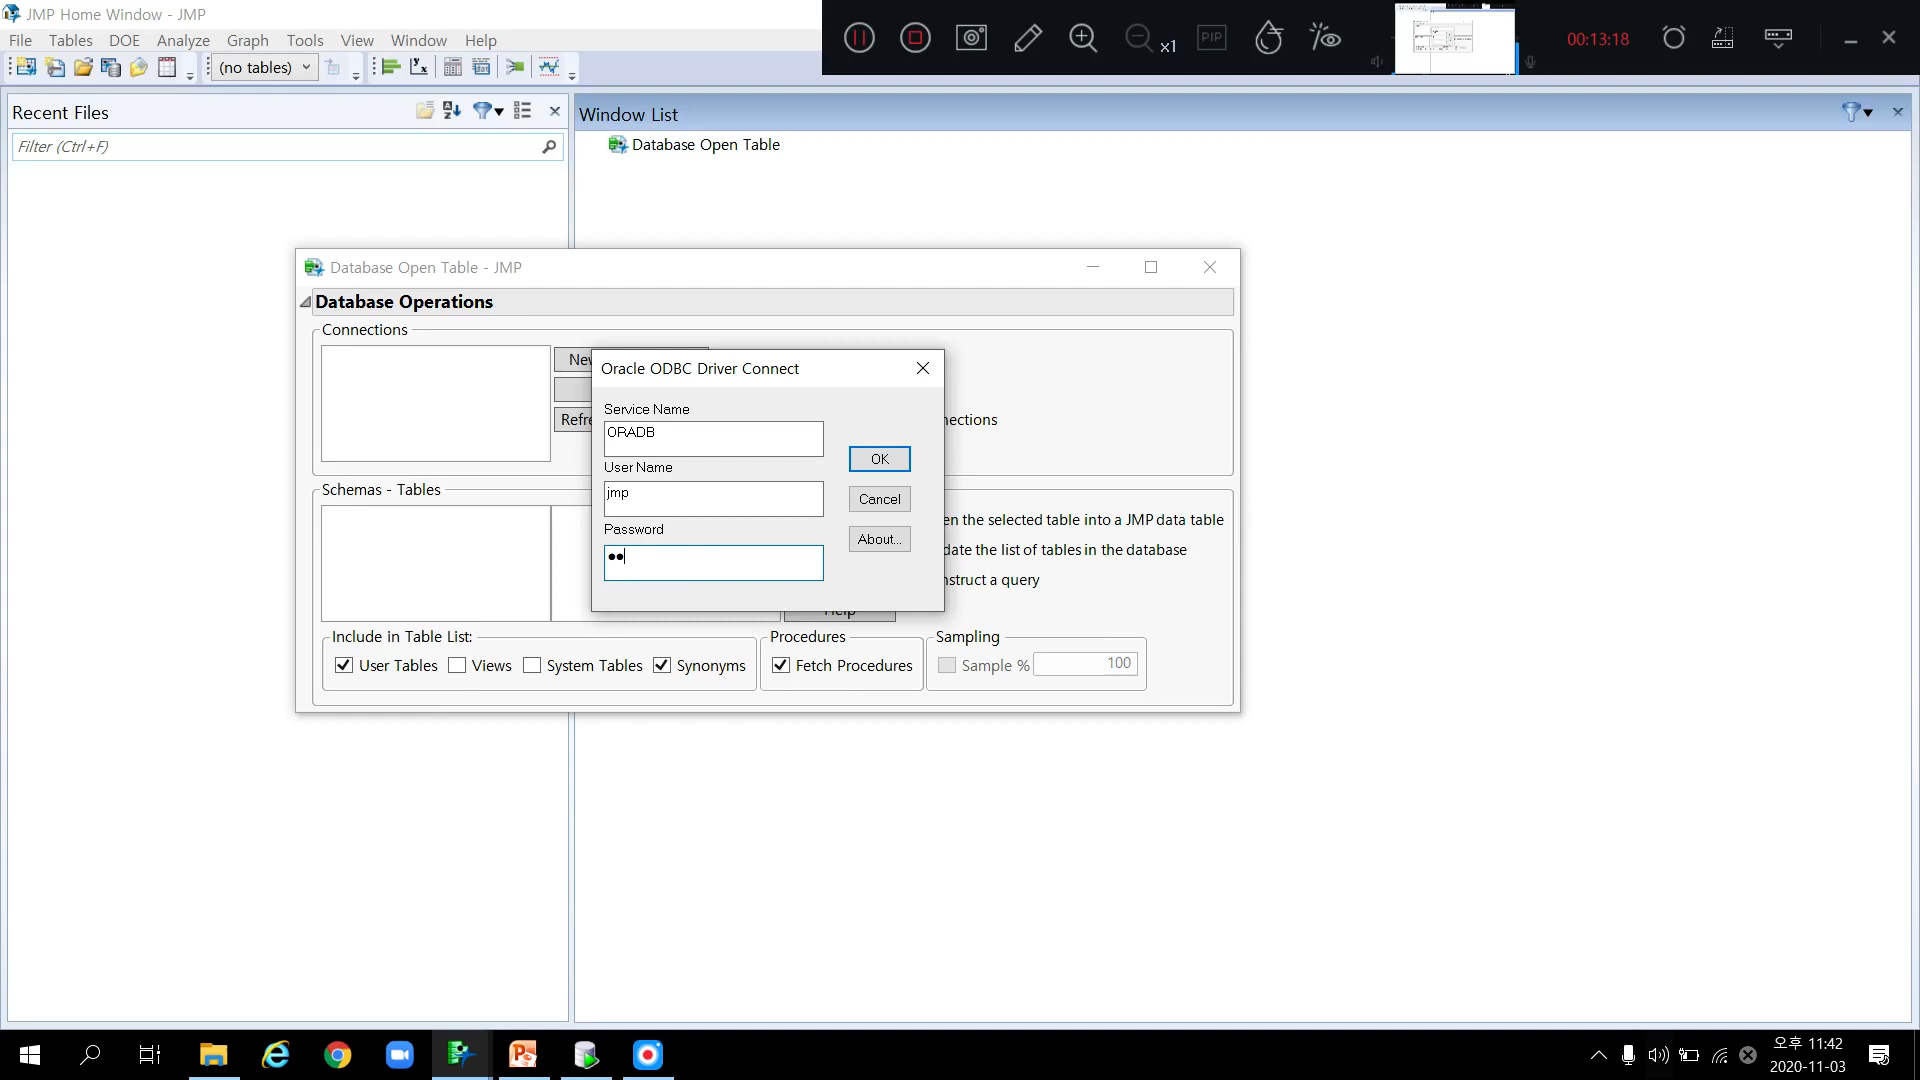 JMP Home Window - JMP
File Tables DOE Analyze Graph Tools View Window Help
x1
PIP
00:13:18
(no tables)
Recent Files
Filter (Ctrl+F)
Window List
Database Open Table
Database Open Table - JMP
Database Operations
Connections
New
Refre
nections
Oracle ODBC Driver Connect
Service Name
ORADB
User Name
jmp
Password
●●
OK
Cancel
About...
Schemas - Tables
en the selected table into a JMP data table
date the list of tables in the database
nstruct a query
Help
Include in Table List:
User Tables Views System Tables Synonyms
Procedures
Fetch Procedures
Sampling
Sample % 100
오후 11:42
2020-11-03